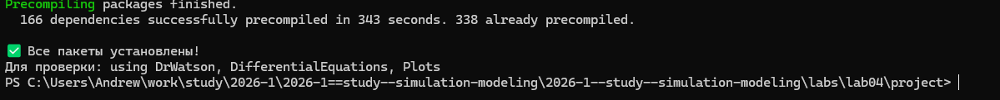 Precompiling packages finished.
166 dependencies successfully precompiled in 343 seconds. 338 already precompiled.
✅ Все пакеты установлены!
Для проверки: using DrWatson, DifferentialEquations, Plots
PS C:\Users\Andrew\work\study\2026-1\2026-1==study--simulation-modeling\2026-1--study--simulation-modeling\labs\lab04\project>